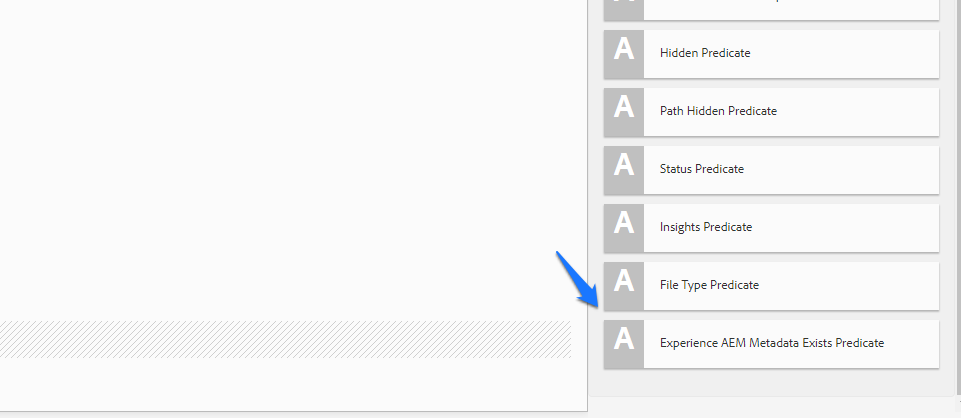 A Hidden Predicate
A Path Hidden Predicate
A Status Predicate
A Insights Predicate
A File Type Predicate
A Experience AEM Metadata Exists Predicate